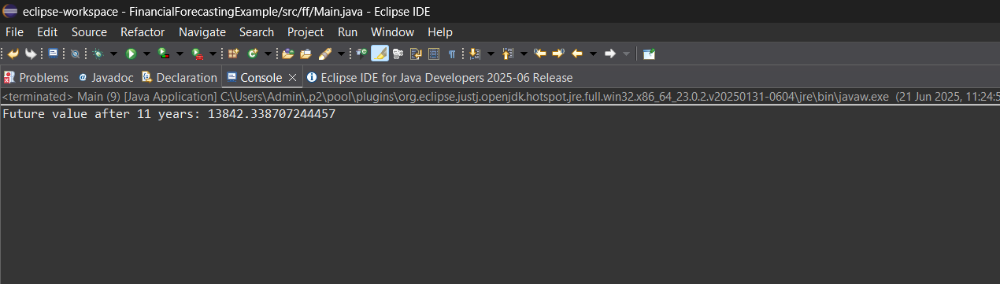 eclipse-workspace - FinancialForecastingExample/src/ff/Main.java - Eclipse IDE
File Edit Source Refactor Navigate Search Project Run Window Help
Problems @ Javadoc Declaration Console Eclipse IDE for Java Developers 2025-06 Release
<terminated> Main (9) [Java Application] C:\Users\Admin\.p2\pool\plugins\org.eclipse.justj.openjdk.hotspot.jre.full.win32.x86_64_23.0.2.v20250131-0604\jre\bin\javaw.exe (21 Jun 2025, 11:24:5
Future value after 11 years: 13842.338707244457